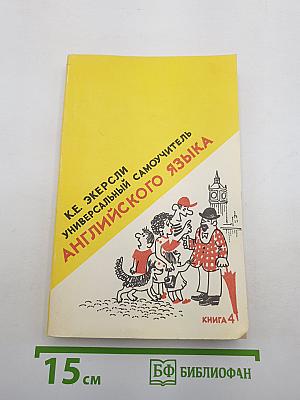 К.Е. ЭКЕРСЛИ
УНИВЕРСАЛЬНЫЙ САМОУЧИТЕЛЬ
АНГЛИЙСКОГО ЯЗЫКА
КНИГА 4
15 см
БФ БИБЛИОФАН